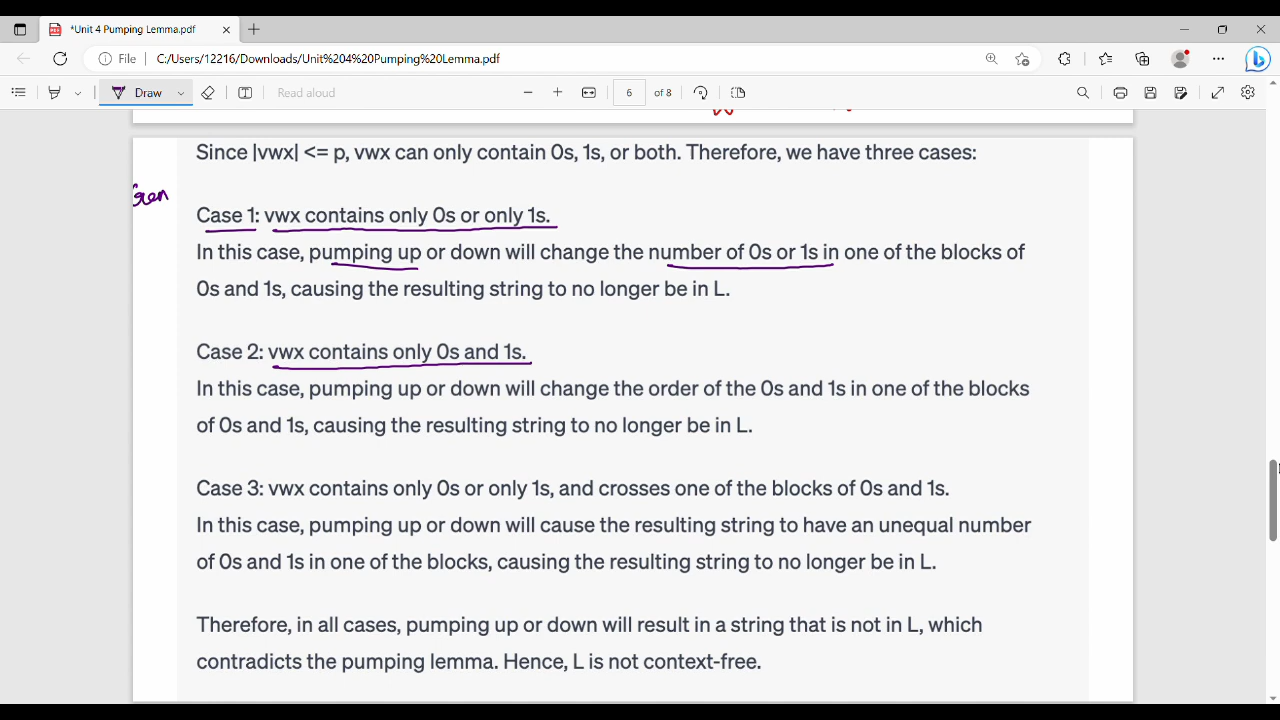 *Unit 4 Pumping Lemma.pdf
File
C:/Users/12216/Downloads/Unit%204%20Pumping%20Lemma.pdf
Draw
Read aloud
6
of 8
Since |vwx| <= p, vwx can only contain 0s, 1s, or both. Therefore, we have three cases:
Case 1: vwx contains only 0s or only 1s.
In this case, pumping up or down will change the number of 0s or 1s in one of the blocks of
0s and 1s, causing the resulting string to no longer be in L.
Case 2: vwx contains only 0s and 1s.
In this case, pumping up or down will change the order of the 0s and 1s in one of the blocks
of 0s and 1s, causing the resulting string to no longer be in L.
Case 3: vwx contains only 0s or only 1s, and crosses one of the blocks of 0s and 1s.
In this case, pumping up or down will cause the resulting string to have an unequal number
of 0s and 1s in one of the blocks, causing the resulting string to no longer be in L.
Therefore, in all cases, pumping up or down will result in a string that is not in L, which
contradicts the pumping lemma. Hence, L is not context-free.